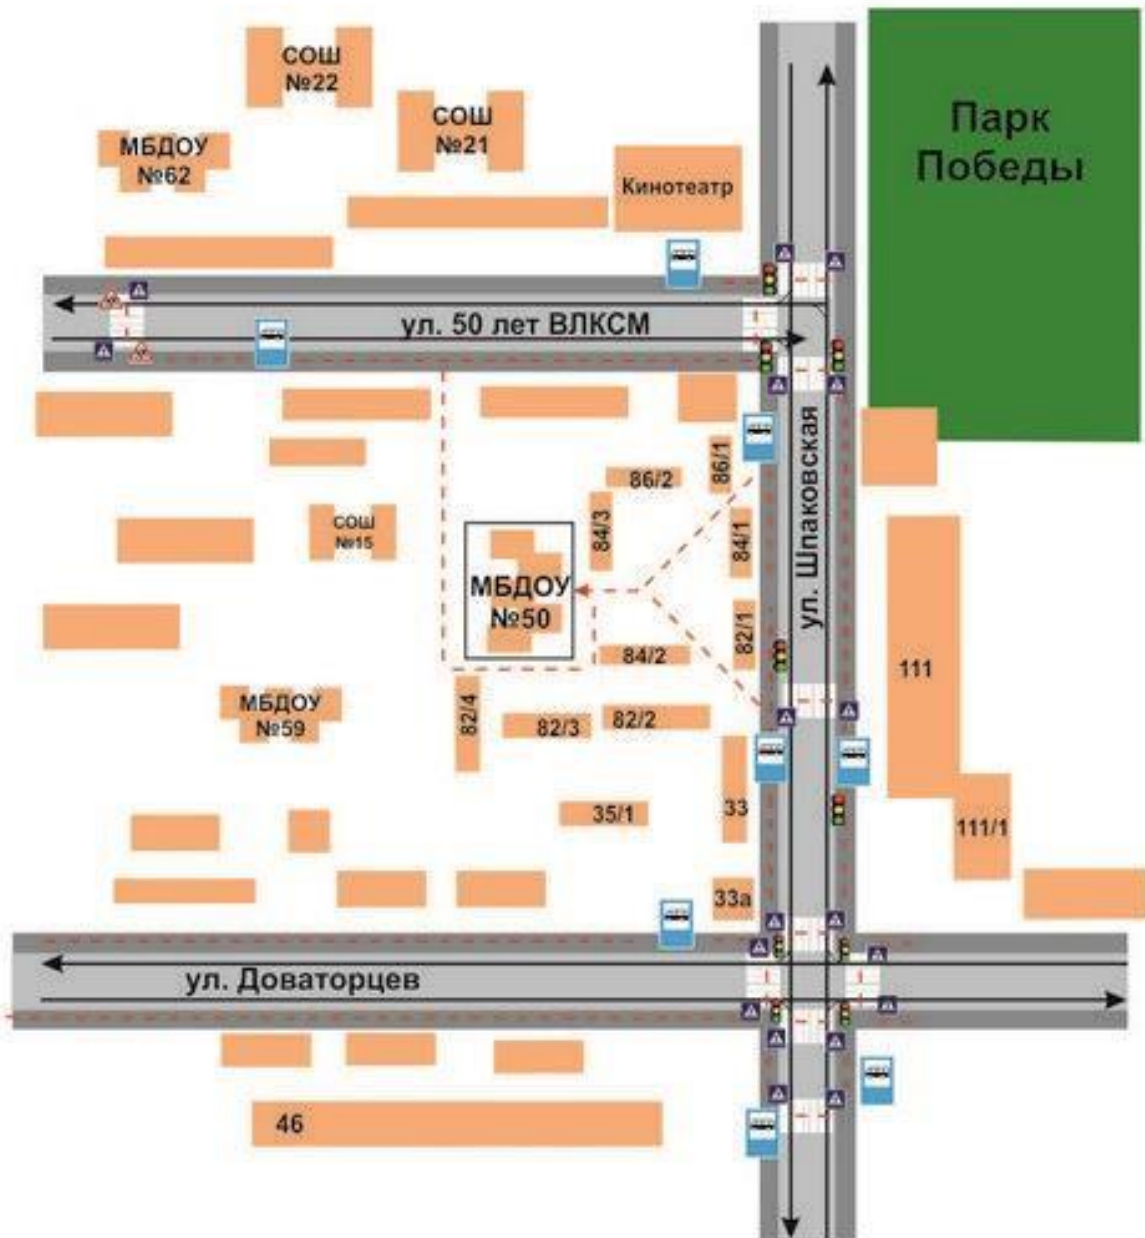 СОШ
№22
СОШ
№21
МБДОУ
№62
Кинотеатр
Парк
Победы
ул. 50 лет ВЛКСМ
ул. Шпаковская
86/1
86/2
84/3
84/1
СОШ
№15
МБДОУ
№50
82/1
84/2
111
МБДОУ
№59
82/4
82/3
82/2
35/1
33
111/1
33а
ул. Доваторцев
46